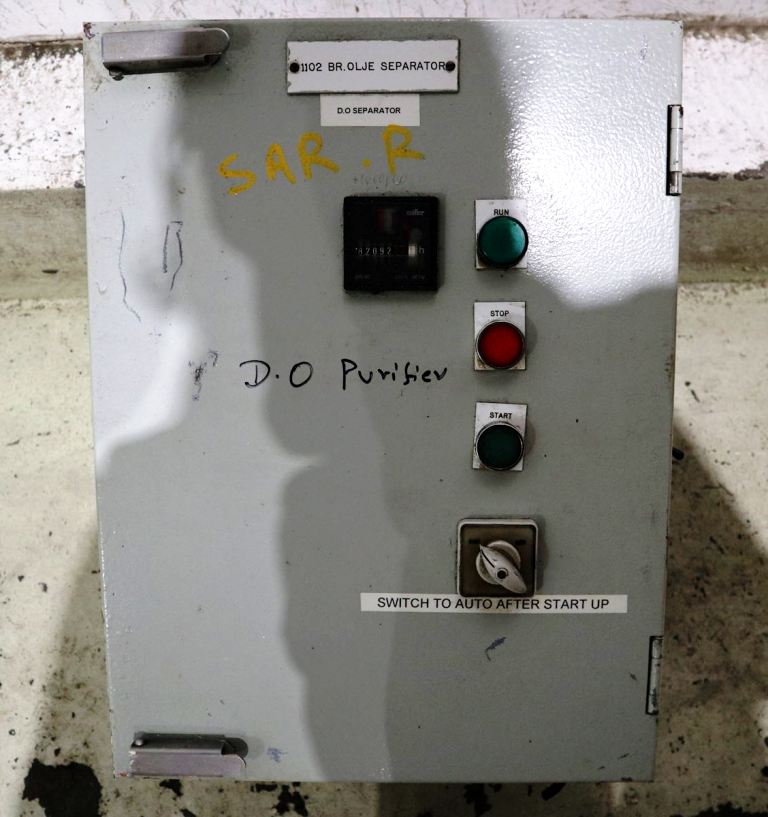 1102 BR.OLJE SEPARATOR
D.O SEPARATOR
SAR.R
RUN
h
STOP
D.O Purifier
START
SWITCH TO AUTO AFTER START UP